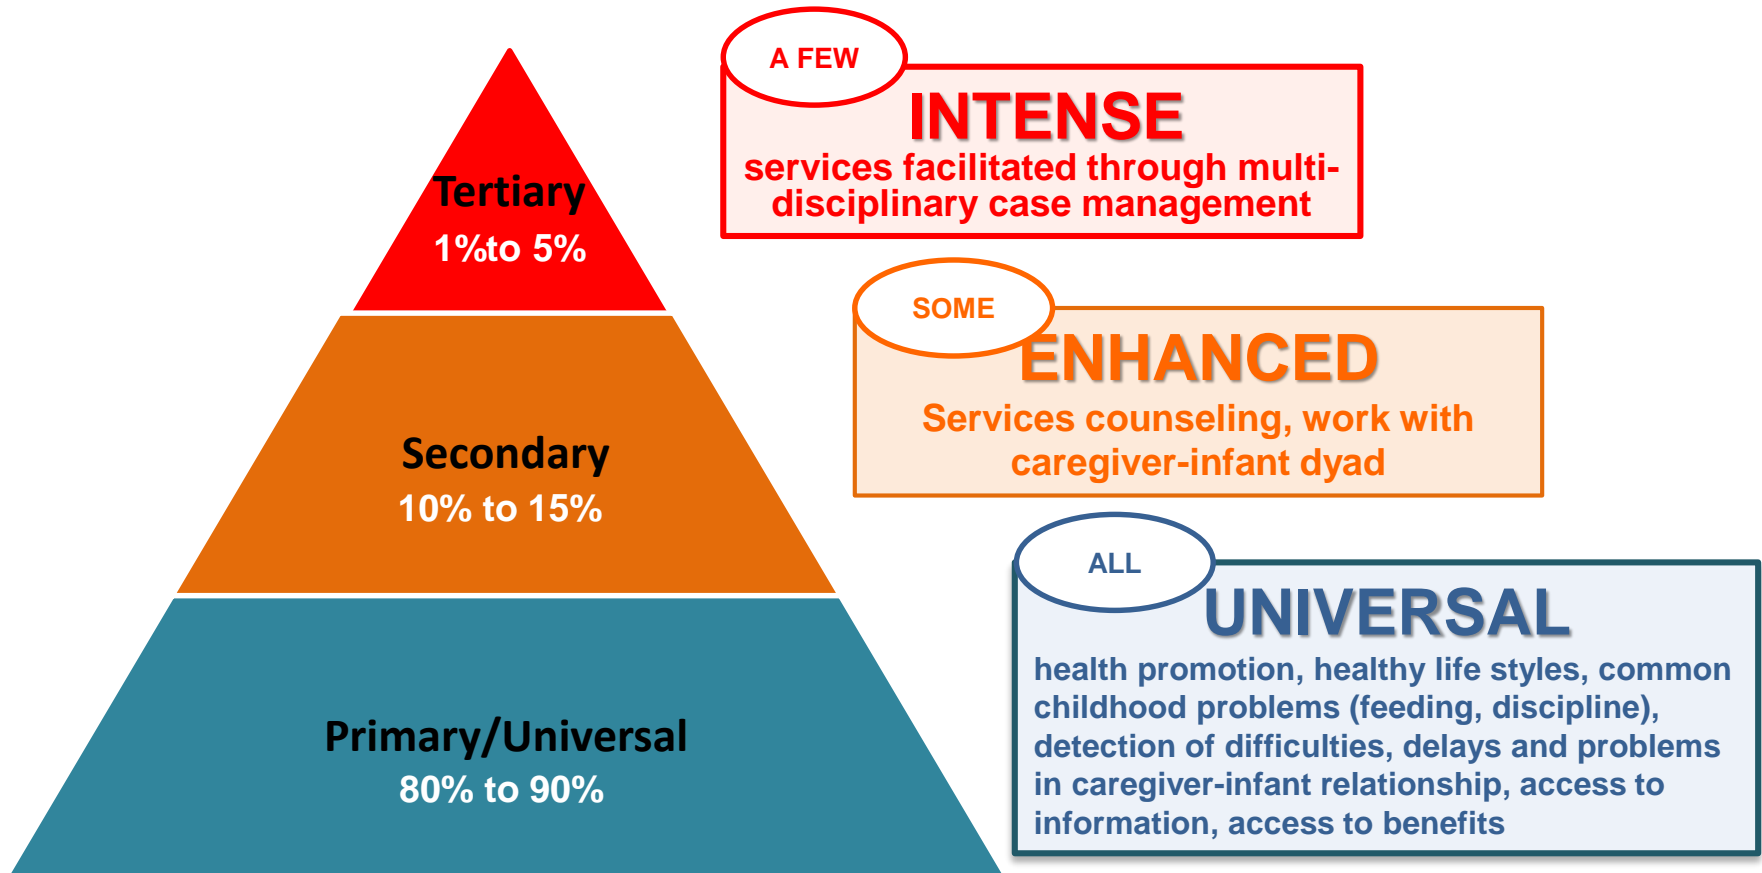 A FEW
INTENSE
services facilitated through multi-
disciplinary case management
Tertiary
1%to 5%
SOME
ENHANCED
Services counseling, work with
caregiver-infant dyad
Secondary
10% to 15%
ALL
UNIVERSAL
health promotion, healthy life styles, common
childhood problems (feeding, discipline),
detection of difficulties, delays and problems
in caregiver-infant relationship, access to
information, access to benefits
Primary/Universal
80% to 90%